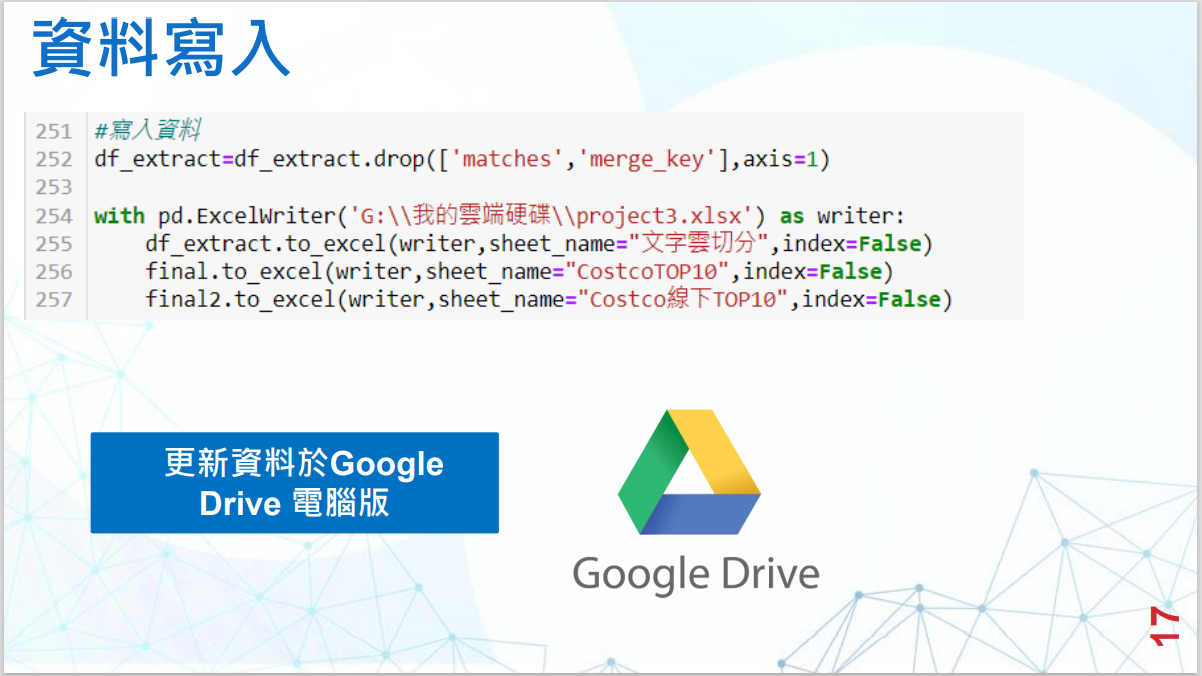 資料寫入
251 #寫入資料
252 df_extract=df_extract.drop(['matches','merge_key'],axis=1)
253
254 with pd.ExcelWriter('G:\\我的雲端硬碟\\project3.xlsx') as writer:
255     df_extract.to_excel(writer,sheet_name="文字雲切分",index=False)
256     final.to_excel(writer,sheet_name="CostcoTOP10",index=False)
257     final2.to_excel(writer,sheet_name="Costco線下TOP10",index=False)
更新資料於Google
Drive 電腦版
Google Drive
17